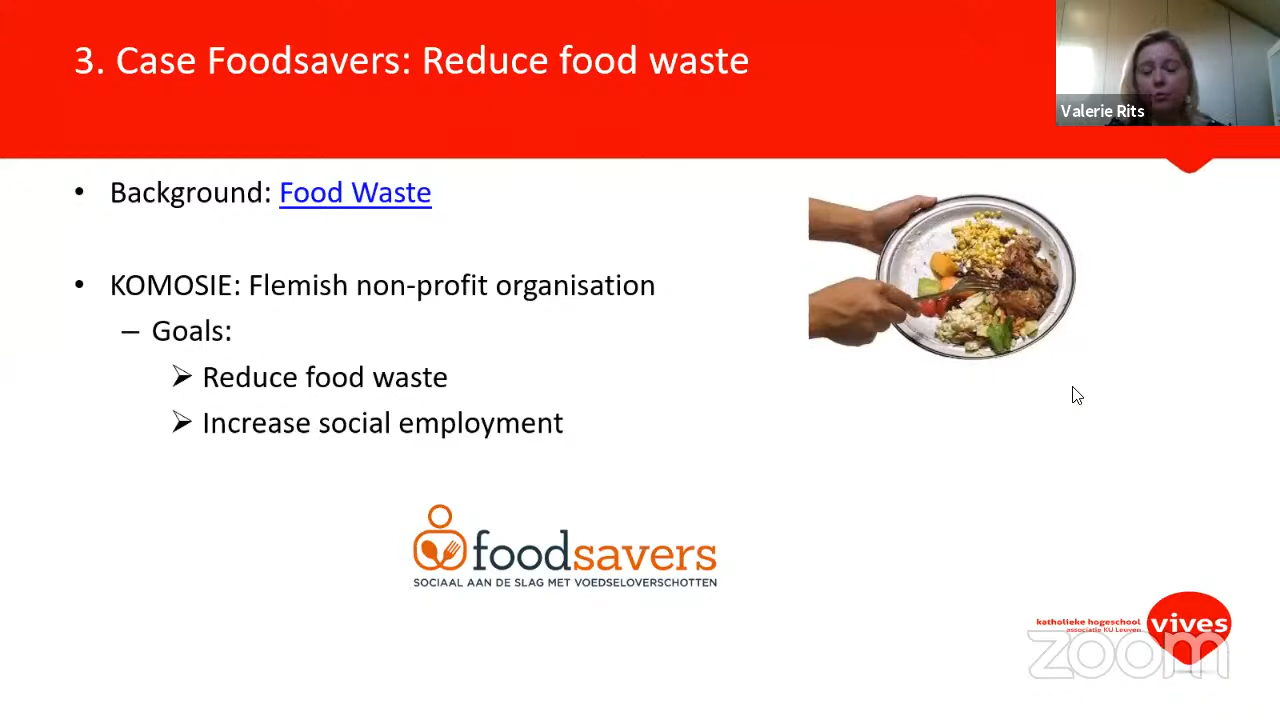 3. Case Foodsavers: Reduce food waste
Valerie Rits
• Background: Food Waste
• KOMOSIE: Flemish non-profit organisation
– Goals:
➢ Reduce food waste
➢ Increase social employment
foodsavers
SOCIAAL AAN DE SLAG MET VOEDSELOVERSCHOTTEN
katholieke hogeschool
associatie KU Leuven
vives
zoom